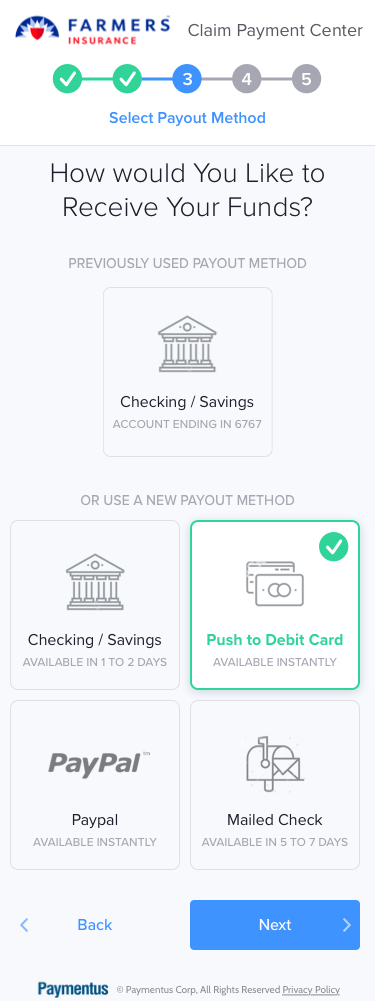 FARMERS
INSURANCE
Claim Payment Center
3 4 5
Select Payout Method
How would You Like to
Receive Your Funds?
PREVIOUSLY USED PAYOUT METHOD
Checking / Savings
ACCOUNT ENDING IN 6767
OR USE A NEW PAYOUT METHOD
Checking / Savings
AVAILABLE IN 1 TO 2 DAYS
Push to Debit Card
AVAILABLE INSTANTLY
PayPal™
Paypal
AVAILABLE INSTANTLY
Mailed Check
AVAILABLE IN 5 TO 7 DAYS
Back
Next
Paymentus © Paymentus Corp, All Rights Reserved Privacy Policy